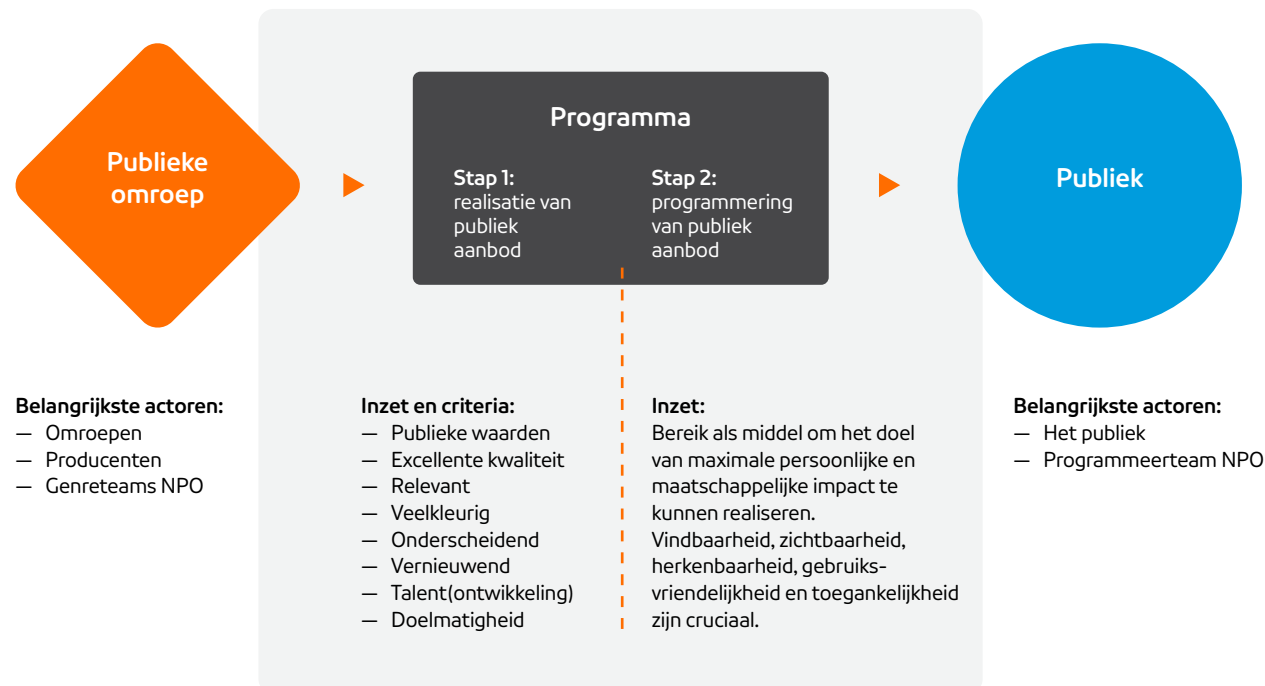 Publieke
omroep
Programma
Stap 1:
realisatie van
publiek
aanbod
Stap 2:
programmering
van publiek
aanbod
Publiek
Belangrijkste actoren:
— Omroepen
— Producenten
— Genreteams NPO
Inzet en criteria:
— Publieke waarden
— Excellente kwaliteit
— Relevant
— Veelkleurig
— Onderscheidend
— Vernieuwend
— Talent(ontwikkeling)
— Doelmatigheid
Inzet:
Bereik als middel om het doel
van maximale persoonlijke en
maatschappelijke impact te
kunnen realiseren.
Vindbaarheid, zichtbaarheid,
herkenbaarheid, gebruiks-
vriendelijkheid en toegankelijkheid
zijn cruciaal.
Belangrijkste actoren:
— Het publiek
— Programmeerteam NPO